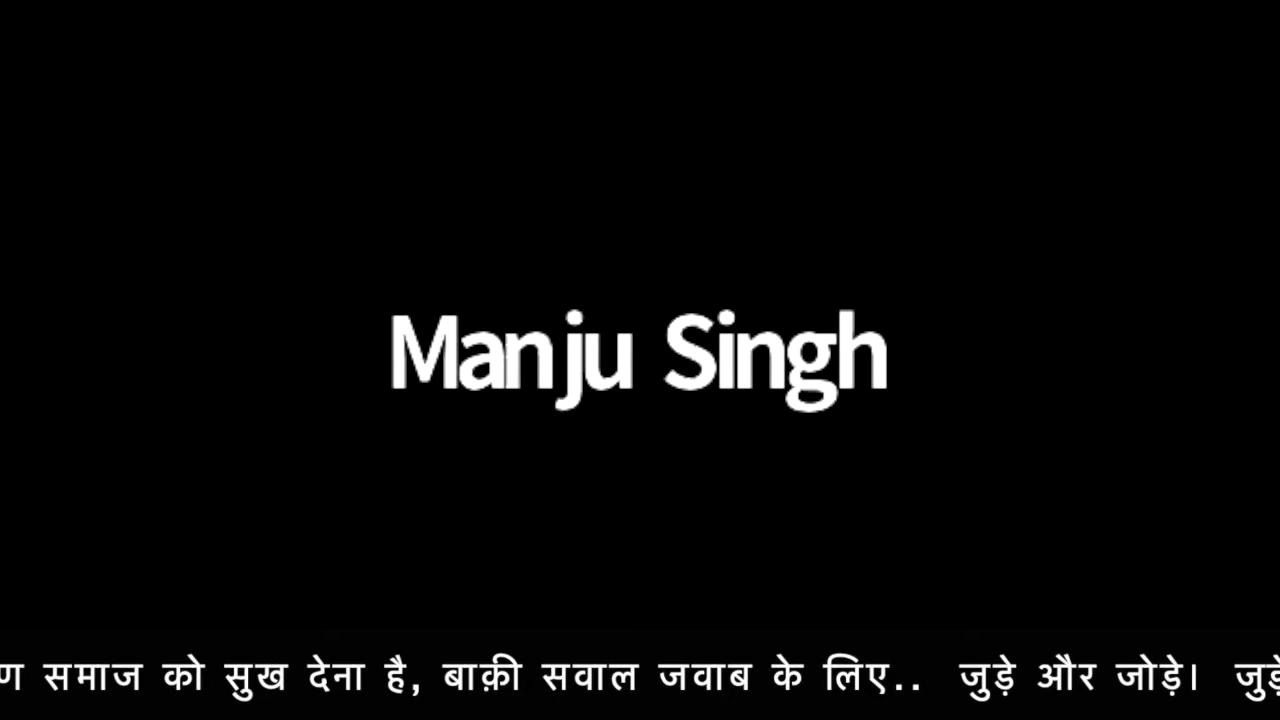 Manju Singh
समाज को सुख देना है, बाक़ी सवाल जवाब के लिए.. जुड़े और जोड़े।